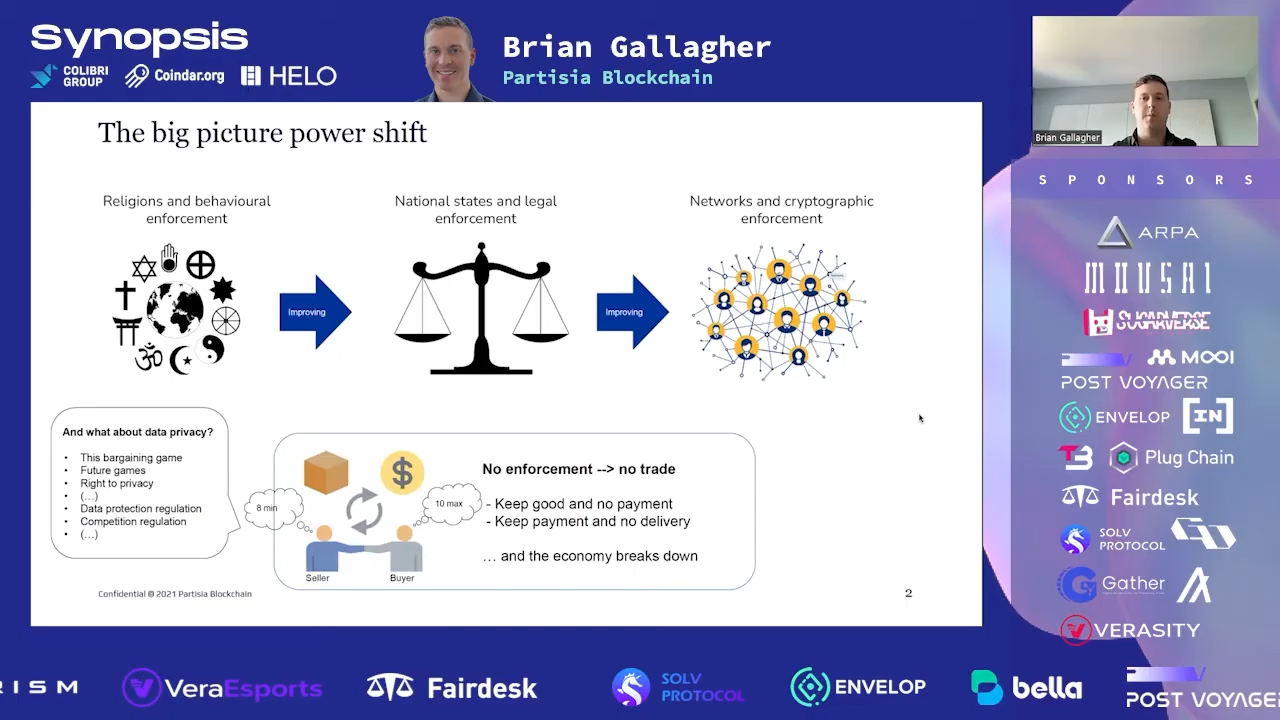 Synopsis
COLIBRI
GROUP
Coindar.org
HELO
Brian Gallagher
Partisia Blockchain
Brian Gallagher
The big picture power shift
Religions and behavioural
enforcement
National states and legal
enforcement
Networks and cryptographic
enforcement
Improving
Improving
And what about data privacy?
• This bargaining game
• Future games
• Right to privacy
• (...)
• Data protection regulation
• Competition regulation
• (...)
8 min
10 max
$
Seller
Buyer
No enforcement --> no trade
- Keep good and no payment
- Keep payment and no delivery
... and the economy breaks down
Confidential © 2021 Partisia Blockchain
2
SPONSORS
ARPA
MOUSAI
SUGARVERSE
MOOI
POST VOYAGER
ENVELOP
[IN]
TB
Plug Chain
Fairdesk
SOLV
PROTOCOL
Gather
VERASITY
RISM
VeraEsports
Fairdesk
SOLV
PROTOCOL
ENVELOP
bella
POST VOYAGER